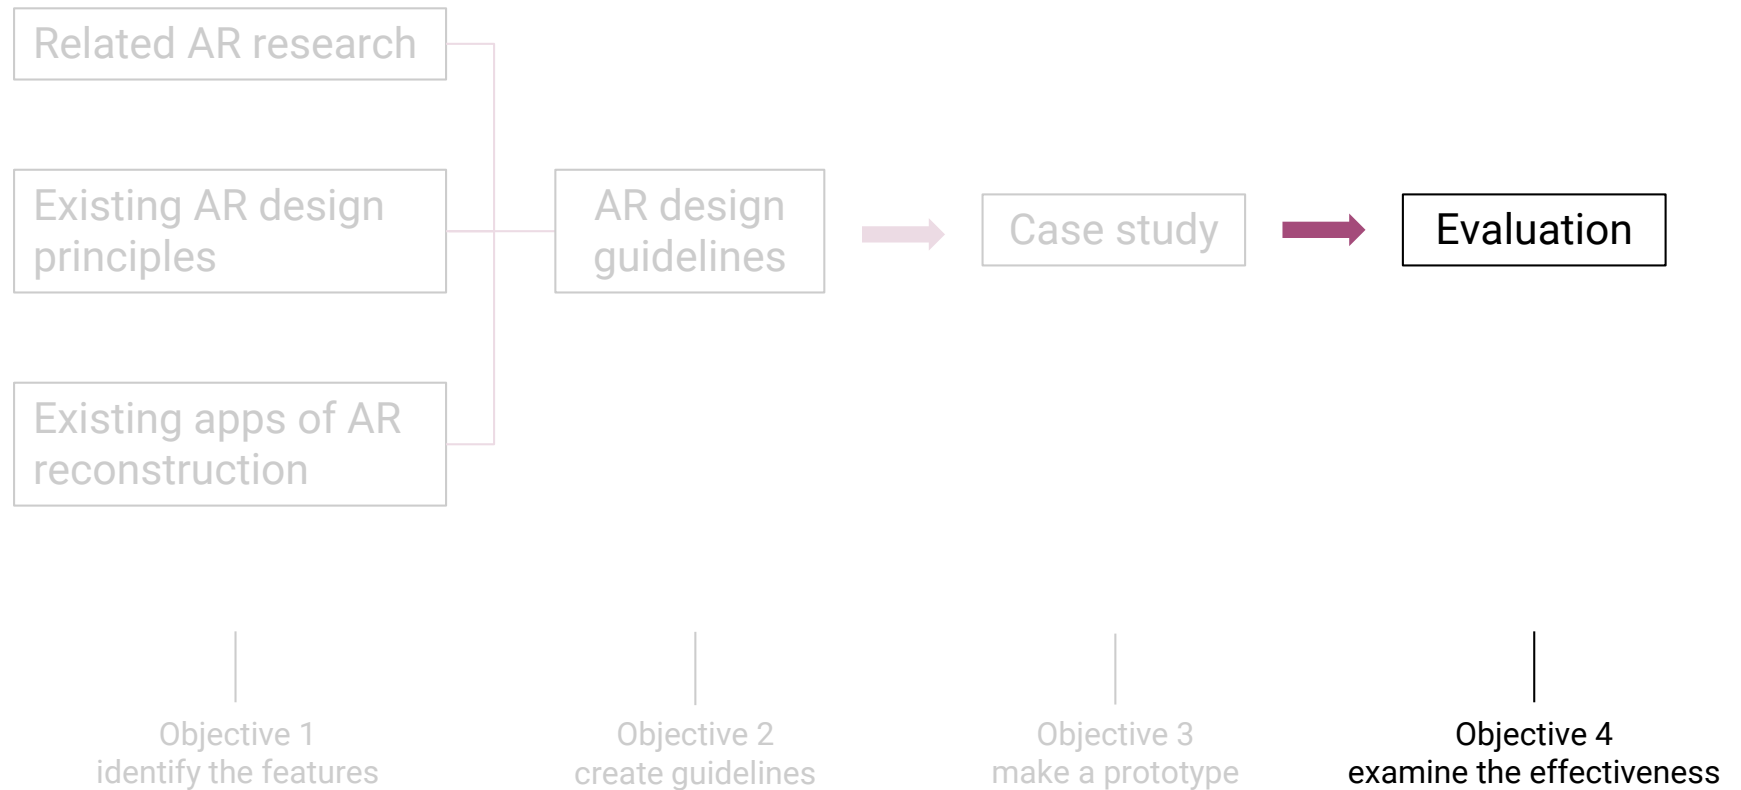 Related AR research
Existing AR design
principles
Existing apps of AR
reconstruction
AR design
guidelines
Case study
Evaluation
Objective 1
identify the features
Objective 2
create guidelines
Objective 3
make a prototype
Objective 4
examine the effectiveness